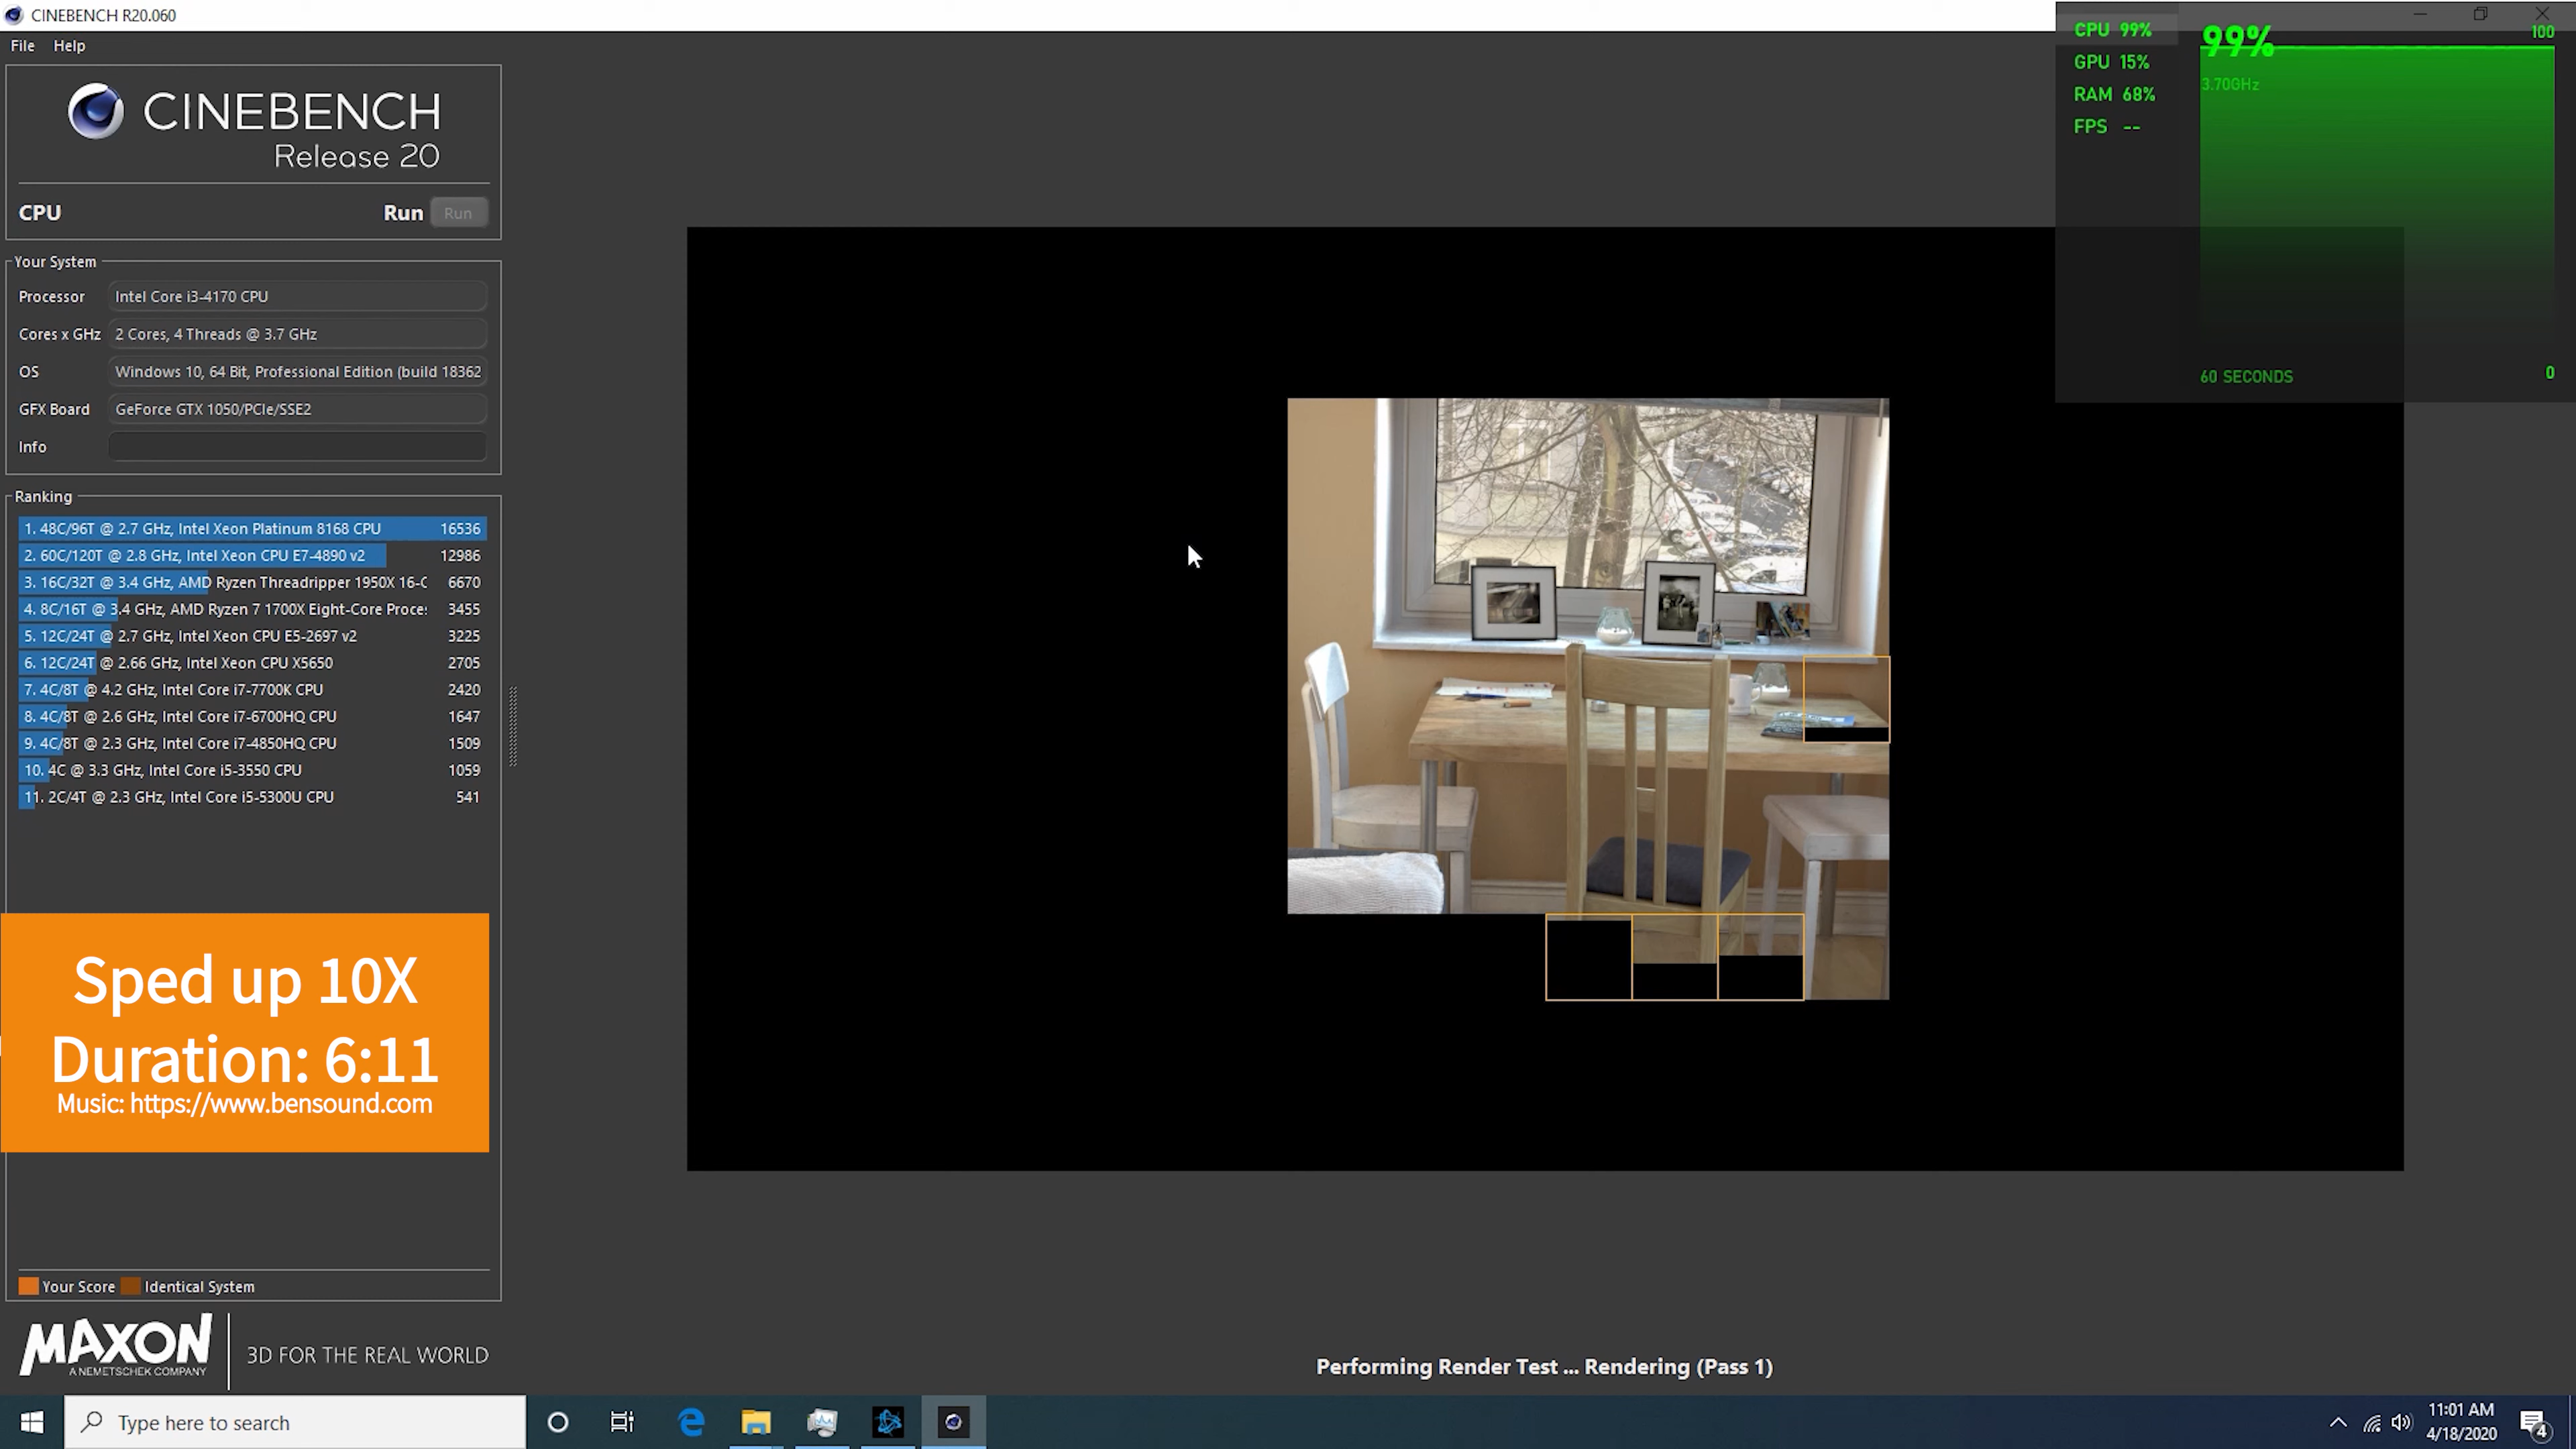 CINEBENCH R20.060
File Help
CINEBENCH
Release 20
CPU Run Run
Your System
Processor Intel Core i3-4170 CPU
Cores x GHz 2 Cores, 4 Threads @ 3.7 GHz
OS Windows 10, 64 Bit, Professional Edition (build 18362
GFX Board GeForce GTX 1050/PCIe/SSE2
Info
Ranking
1. 48C/96T @ 2.7 GHz, Intel Xeon Platinum 8168 CPU 16536
2. 60C/120T @ 2.8 GHz, Intel Xeon CPU E7-4890 v2 12986
3. 16C/32T @ 3.4 GHz, AMD Ryzen Threadripper 1950X 16-C 6670
4. 8C/16T @ 3.4 GHz, AMD Ryzen 7 1700X Eight-Core Proce: 3455
5. 12C/24T @ 2.7 GHz, Intel Xeon CPU E5-2697 v2 3225
6. 12C/24T @ 2.66 GHz, Intel Xeon CPU X5650 2705
7. 4C/8T @ 4.2 GHz, Intel Core i7-7700K CPU 2420
8. 4C/8T @ 2.6 GHz, Intel Core i7-6700HQ CPU 1647
9. 4C/8T @ 2.3 GHz, Intel Core i7-4850HQ CPU 1509
10. 4C @ 3.3 GHz, Intel Core i5-3550 CPU 1059
11. 2C/4T @ 2.3 GHz, Intel Core i5-5300U CPU 541
Sped up 10X
Duration: 6:11
Music: https://www.bensound.com
Your Score Identical System
MAXON
A NEMETSCHEK COMPANY
3D FOR THE REAL WORLD
CPU 99%
GPU 15%
RAM 68%
FPS --
99%
100
3.70GHz
60 SECONDS
0
Performing Render Test ... Rendering (Pass 1)
Type here to search
11:01 AM
4/18/2020
4